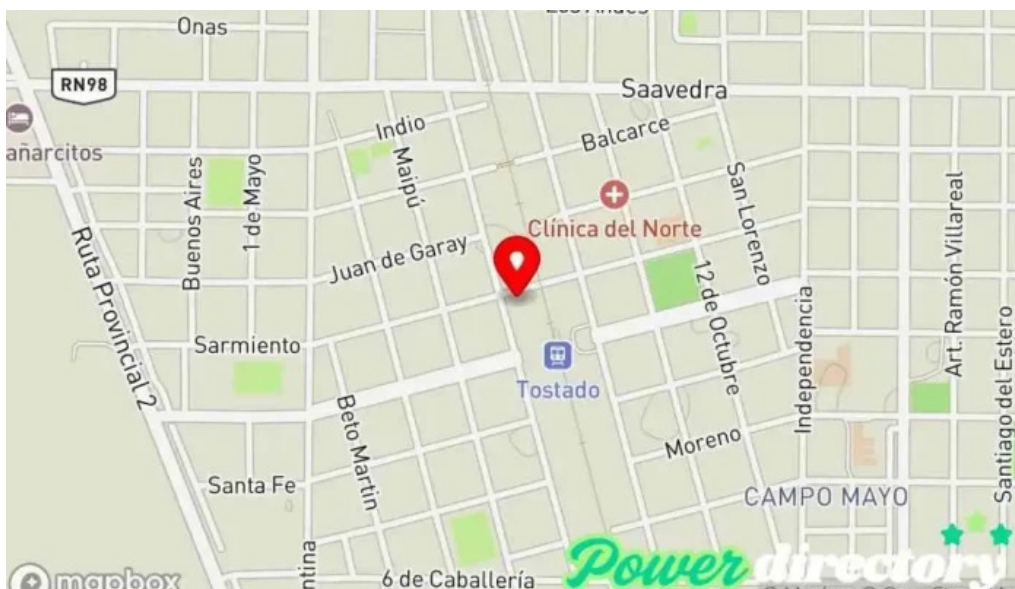 Onas
RN98
Saavedra
Indio
Balcarce
añarcitos
Maipú
Buenos Aires
1 de Mayo
San Lorenzo
Clínica del Norte
Juan de Garay
Art. Ramón Villareal
Ruta Provincial 2
12 de Octubre
Sarmiento
Independencia
Santiago del Estero
Tostado
Beto Martin
Moreno
Santa Fe
CAMPO MAYO
ntina
6 de Caballería
Power directory
mapbox